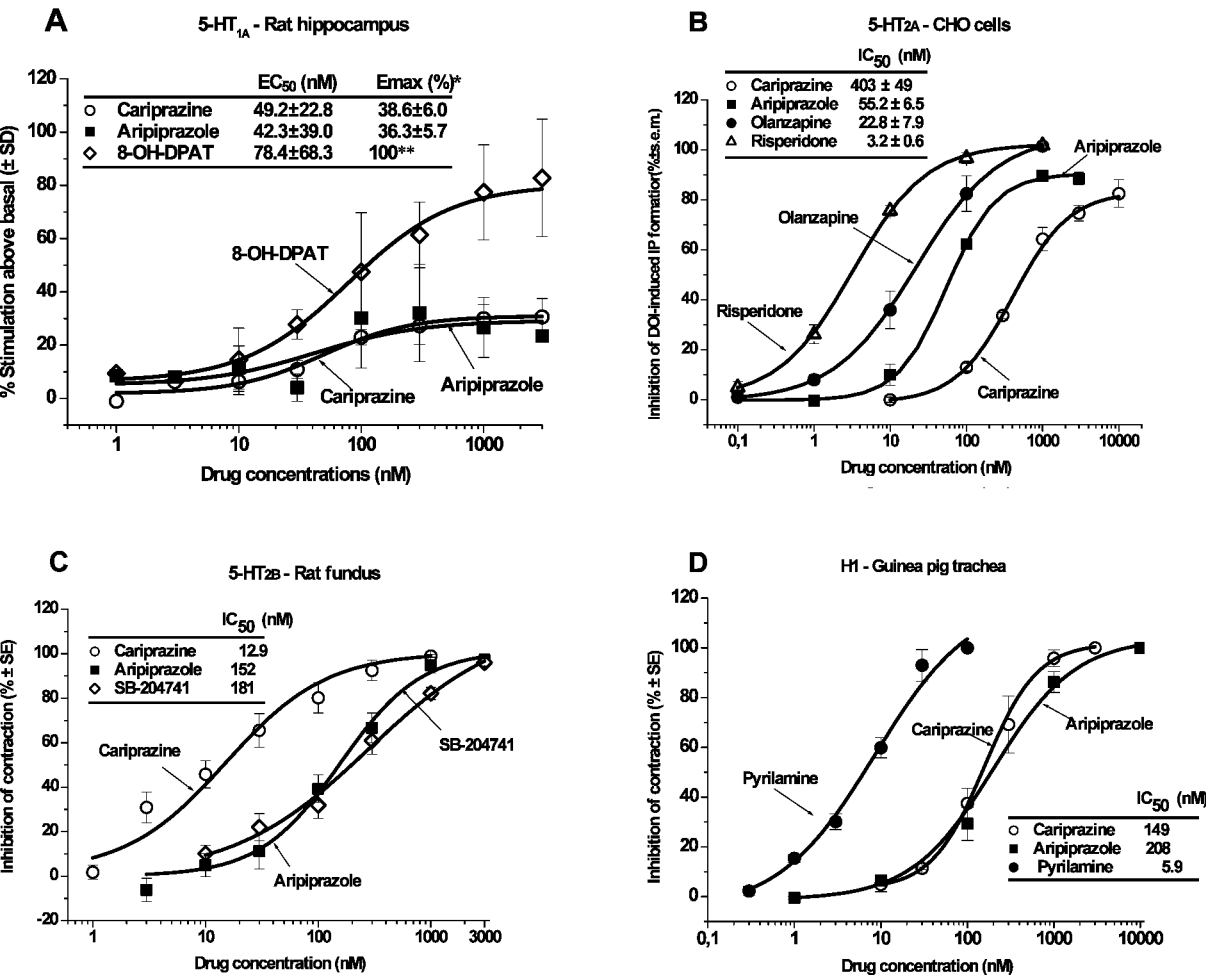 A
5-HT1A - Rat hippocampus
EC50 (nM) Emax (%)*
Cariprazine 49.2±22.8 38.6±6.0
Aripiprazole 42.3±39.0 36.3±5.7
8-OH-DPAT 78.4±68.3 100**
% Stimulation above basal (± SD)
120
100
80
60
40
20
0
8-OH-DPAT
Cariprazine
Aripiprazole
1 10 100 1000
Drug concentrations (nM)
B
5-HT2A - CHO cells
IC50 (nM)
Cariprazine 403 ± 49
Aripiprazole 55.2 ± 6.5
Olanzapine 22.8 ± 7.9
Risperidone 3.2 ± 0.6
Inhibition of DOI-induced IP formation(%±s.e.m.)
120
100
80
60
40
20
0
Aripiprazole
Olanzapine
Risperidone
Cariprazine
0,1 1 10 100 1000 10000
Drug concentration (nM)
C
5-HT2B - Rat fundus
IC50 (nM)
Cariprazine 12.9
Aripiprazole 152
SB-204741 181
Inhibition of contraction (% ± SE)
120
100
80
60
40
20
0
-20
Cariprazine
SB-204741
Aripiprazole
1 10 100 1000 3000
Drug concentration (nM)
D
H1 - Guinea pig trachea
Inhibition of contraction (% ± SE)
120
100
80
60
40
20
0
Cariprazine
Aripiprazole
Pyrilamine
IC50 (nM)
Cariprazine 149
Aripiprazole 208
Pyrilamine 5.9
0,1 1 10 100 1000 10000
Drug concentration (nM)